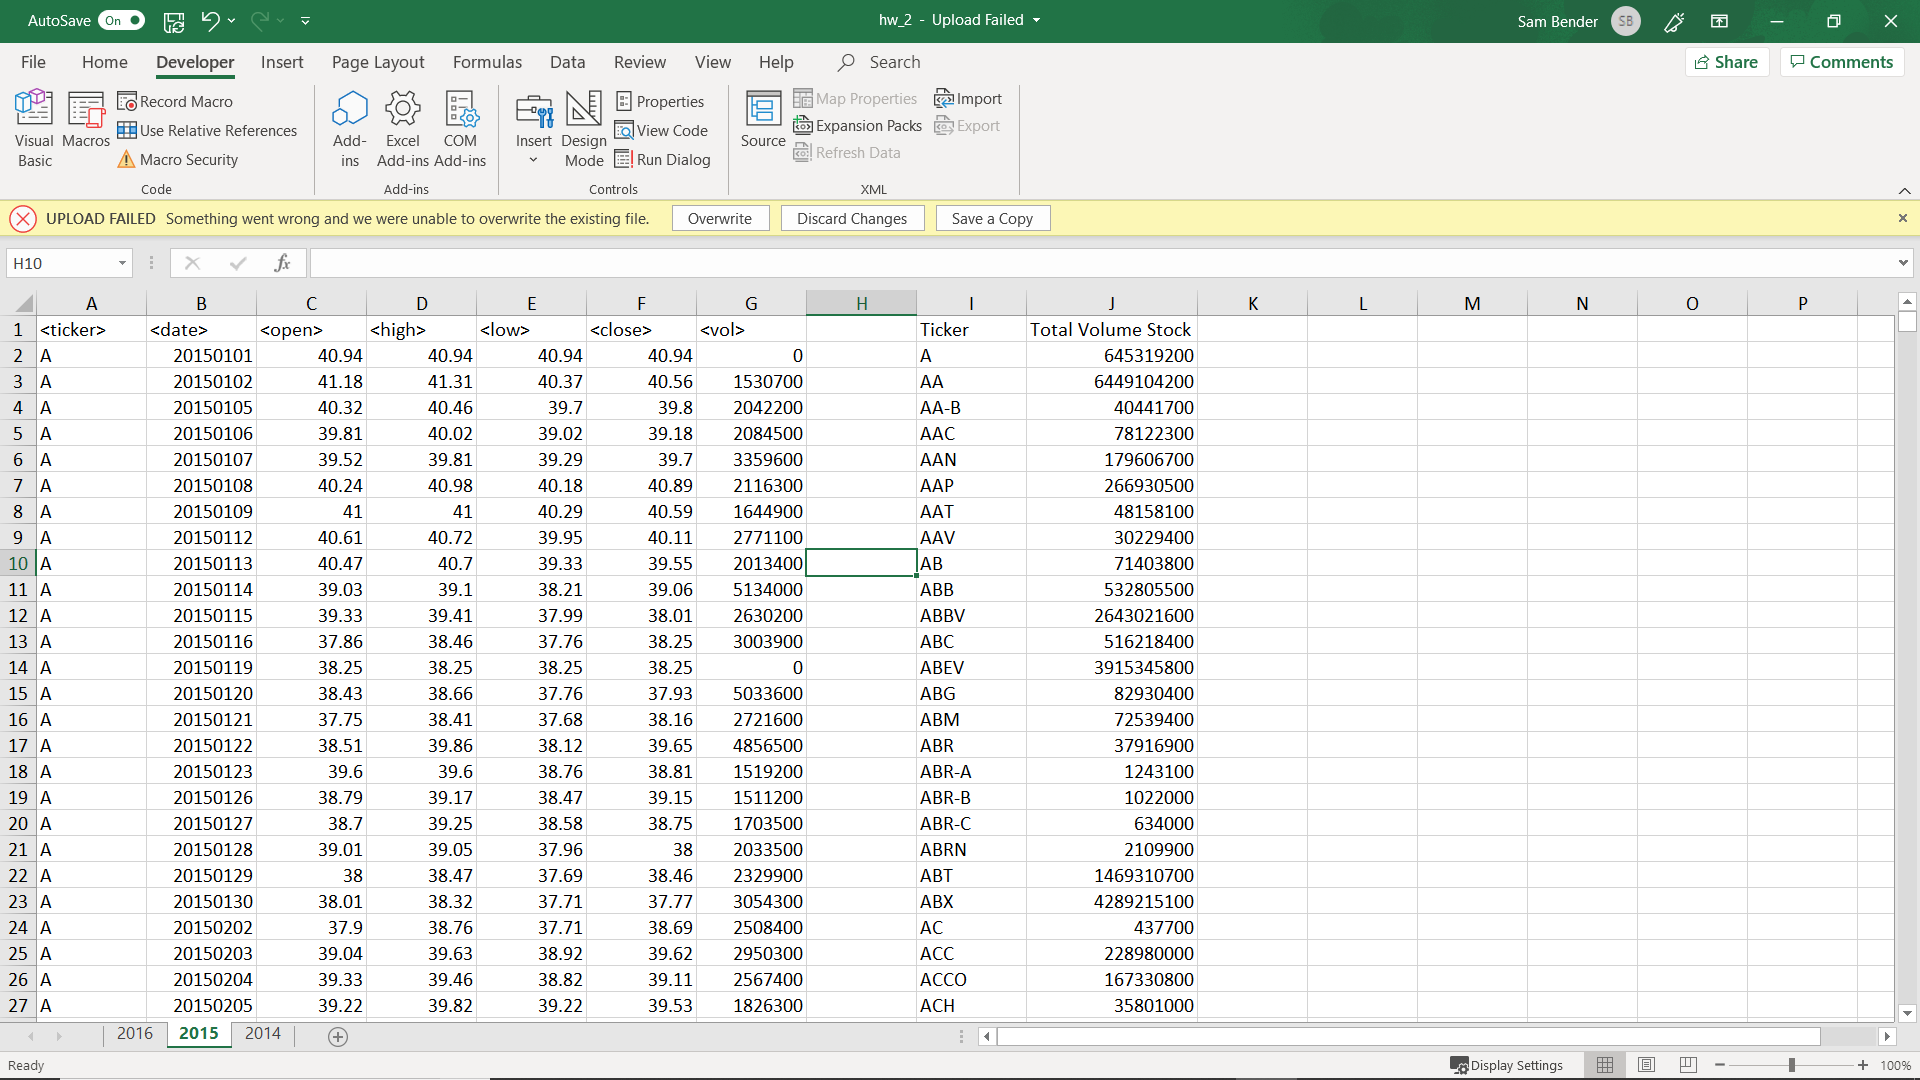 AutoSave On hw_2 - Upload Failed Sam Bender SB
File Home Developer Insert Page Layout Formulas Data Review View Help Search Share Comments
Visual Basic Macros Record Macro Use Relative References Macro Security
Add-ins Excel Add-ins COM Add-ins
Insert Design Mode Properties View Code Run Dialog
Source Map Properties Expansion Packs Refresh Data Import Export
Code Add-ins Controls XML
UPLOAD FAILED Something went wrong and we were unable to overwrite the existing file. Overwrite Discard Changes Save a Copy
H10 fx
A B C D E F G H I J K L M N O P
1 <ticker> <date> <open> <high> <low> <close> <vol> Ticker Total Volume Stock
2 A 20150101 40.94 40.94 40.94 40.94 0 A 645319200
3 A 20150102 41.18 41.31 40.37 40.56 1530700 AA 6449104200
4 A 20150105 40.32 40.46 39.7 39.8 2042200 AA-B 40441700
5 A 20150106 39.81 40.02 39.02 39.18 2084500 AAC 78122300
6 A 20150107 39.52 39.81 39.29 39.7 3359600 AAN 179606700
7 A 20150108 40.24 40.98 40.18 40.89 2116300 AAP 266930500
8 A 20150109 41 41 40.29 40.59 1644900 AAT 48158100
9 A 20150112 40.61 40.72 39.95 40.11 2771100 AAV 30229400
10 A 20150113 40.47 40.7 39.33 39.55 2013400 AB 71403800
11 A 20150114 39.03 39.1 38.21 39.06 5134000 ABB 532805500
12 A 20150115 39.33 39.41 37.99 38.01 2630200 ABBV 2643021600
13 A 20150116 37.86 38.46 37.76 38.25 3003900 ABC 516218400
14 A 20150119 38.25 38.25 38.25 38.25 0 ABEV 3915345800
15 A 20150120 38.43 38.66 37.76 37.93 5033600 ABG 82930400
16 A 20150121 37.75 38.41 37.68 38.16 2721600 ABM 72539400
17 A 20150122 38.51 39.86 38.12 39.65 4856500 ABR 37916900
18 A 20150123 39.6 39.6 38.76 38.81 1519200 ABR-A 1243100
19 A 20150126 38.79 39.17 38.47 39.15 1511200 ABR-B 1022000
20 A 20150127 38.7 39.25 38.58 38.75 1703500 ABR-C 634000
21 A 20150128 39.01 39.05 37.96 38 2033500 ABRN 2109900
22 A 20150129 38 38.47 37.69 38.46 2329900 ABT 1469310700
23 A 20150130 38.01 38.32 37.71 37.77 3054300 ABX 4289215100
24 A 20150202 37.9 38.76 37.71 38.69 2508400 AC 437700
25 A 20150203 39.04 39.63 38.92 39.62 2950300 ACC 228980000
26 A 20150204 39.33 39.46 38.82 39.11 2567400 ACCO 167330800
27 A 20150205 39.22 39.82 39.22 39.53 1826300 ACH 35801000
2016 2015 2014
Ready Display Settings 100%